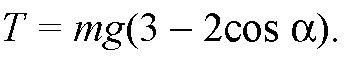 T = mg(3 – 2cos α).